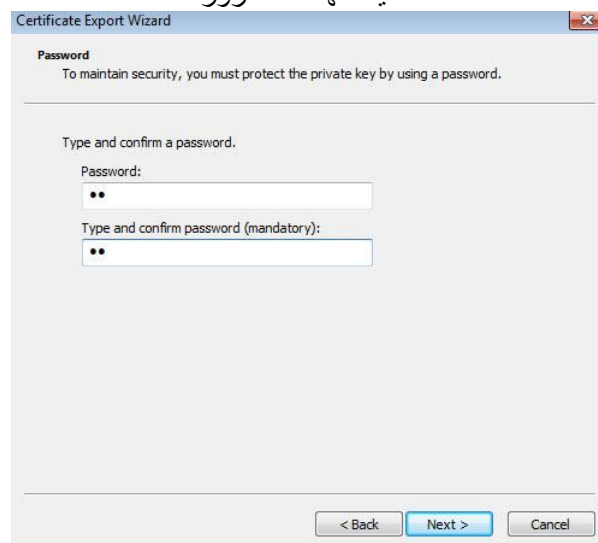 Certificate Export Wizard
Password
To maintain security, you must protect the private key by using a password.
Type and confirm a password.
Password:
••
Type and confirm password (mandatory):
••
< Back Next > Cancel